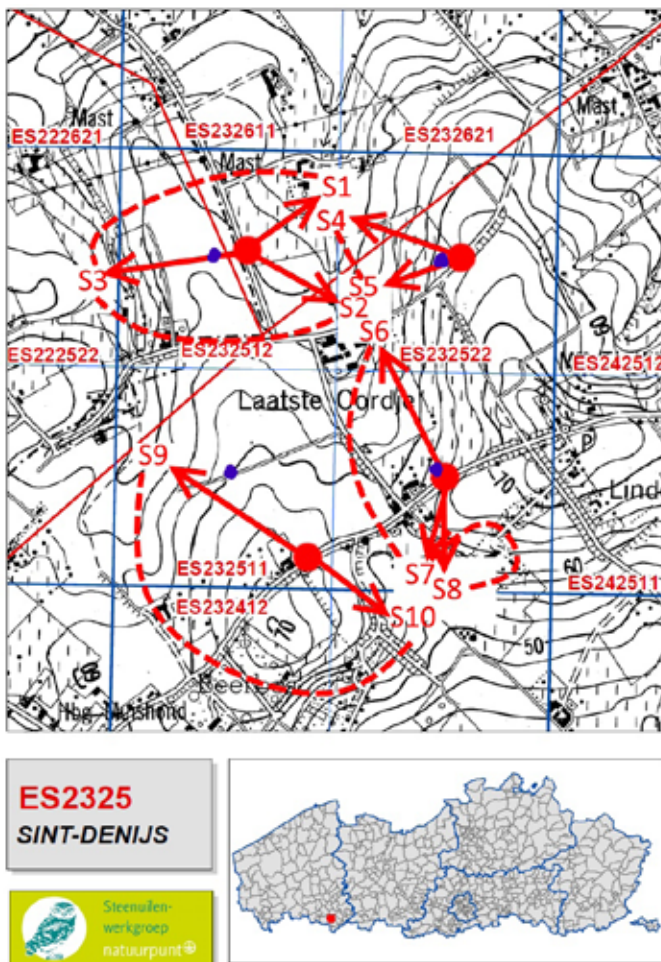 Mast
Mast
ES222621
ES232611
ES232621
Mast
S1
S4
S3
S5
S2
S6
ES222522
ES232512
ES232522
ES242512
Laatste Oordje
S9
P
70
Lind
ES232511
S7
S8
60
ES242511
ES232412
S10
70
50
ES2325
SINT-DENIJS
Steenuilen-
werkgroep
natuurpunt